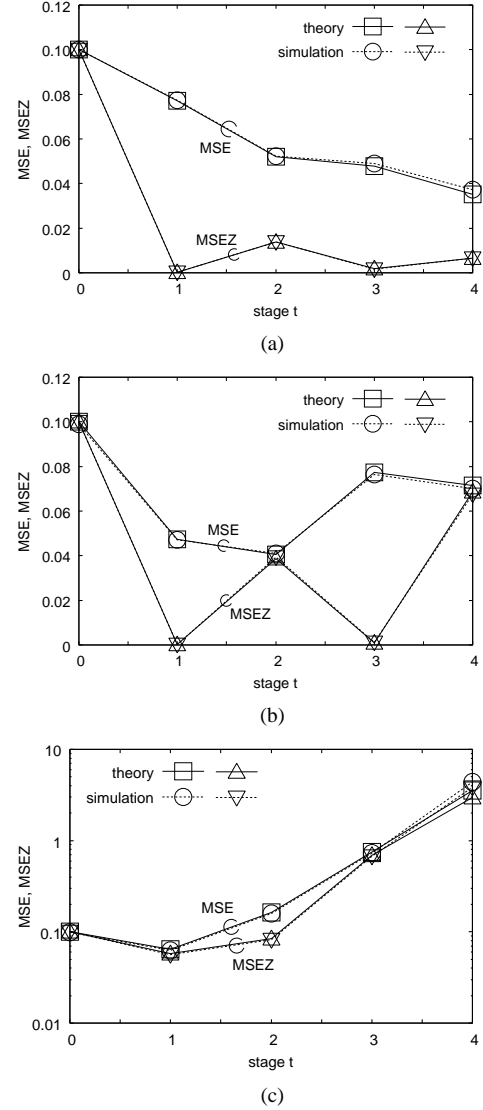 0.12
theory
0.10
simulation
0.08
MSE, MSEZ
0.06
MSE
0.04
0.02
MSEZ
0
0 1 2 3 4
stage t
(a)
0.12
theory
0.10
simulation
0.08
MSE, MSEZ
0.06
MSE
0.04
0.02
MSEZ
0
0 1 2 3 4
stage t
(b)
10
theory
simulation
1
MSE, MSEZ
MSE
0.1
MSEZ
0.01
0 1 2 3 4
stage t
(c)